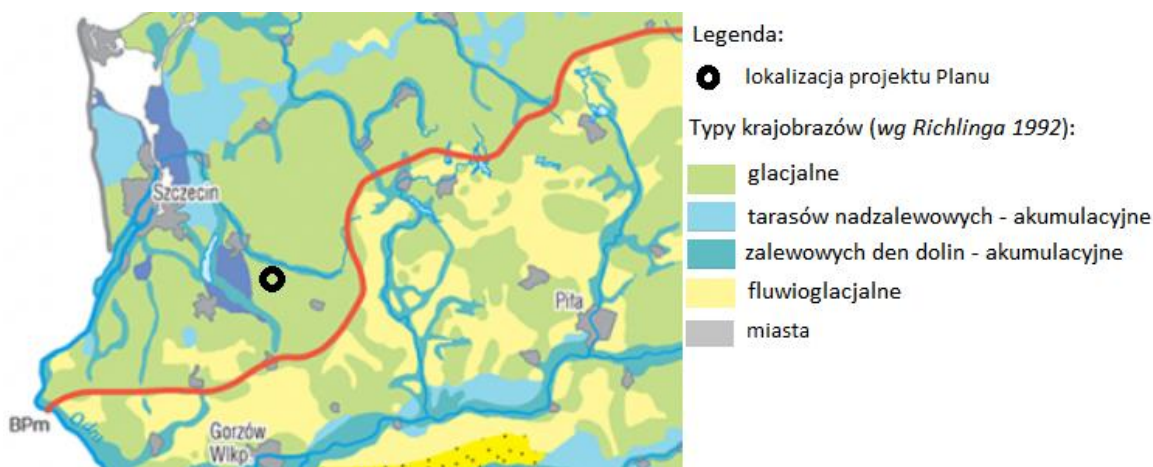 Szczecin
Piła
BPm
Odra
Gorzów
Wlkp.
Legenda:
lokalizacja projektu Planu
Typy krajobrazów (wg Richlinga 1992):
glacjalne
tarasów nadzalewowych - akumulacyjne
zalewowych den dolin - akumulacyjne
fluwioglacjalne
miasta